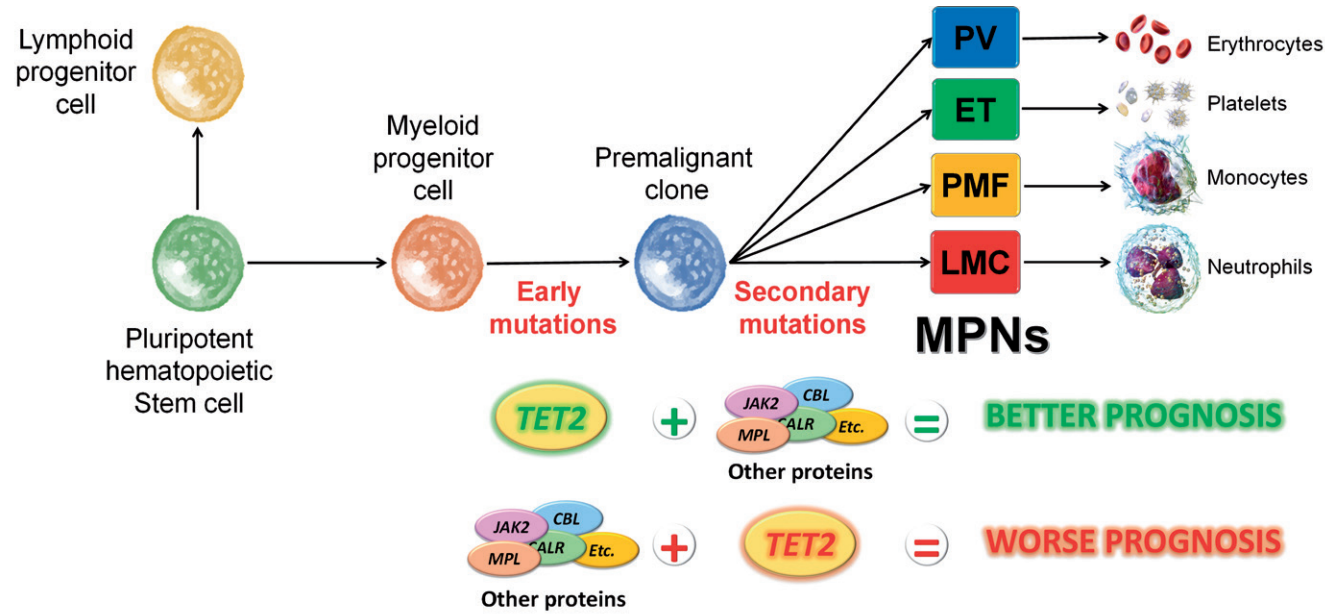 Lymphoid
progenitor
cell
Pluripotent
hematopoietic
Stem cell
Myeloid
progenitor
cell
Early
mutations
Premalignant
clone
Secondary
mutations
PV
Erythrocytes
ET
Platelets
PMF
Monocytes
LMC
Neutrophils
MPNs
TET2
+
JAK2
CBL
MPL
CALR
Etc.
Other proteins
=
BETTER PROGNOSIS
JAK2
CBL
MPL
CALR
Etc.
Other proteins
+
TET2
=
WORSE PROGNOSIS